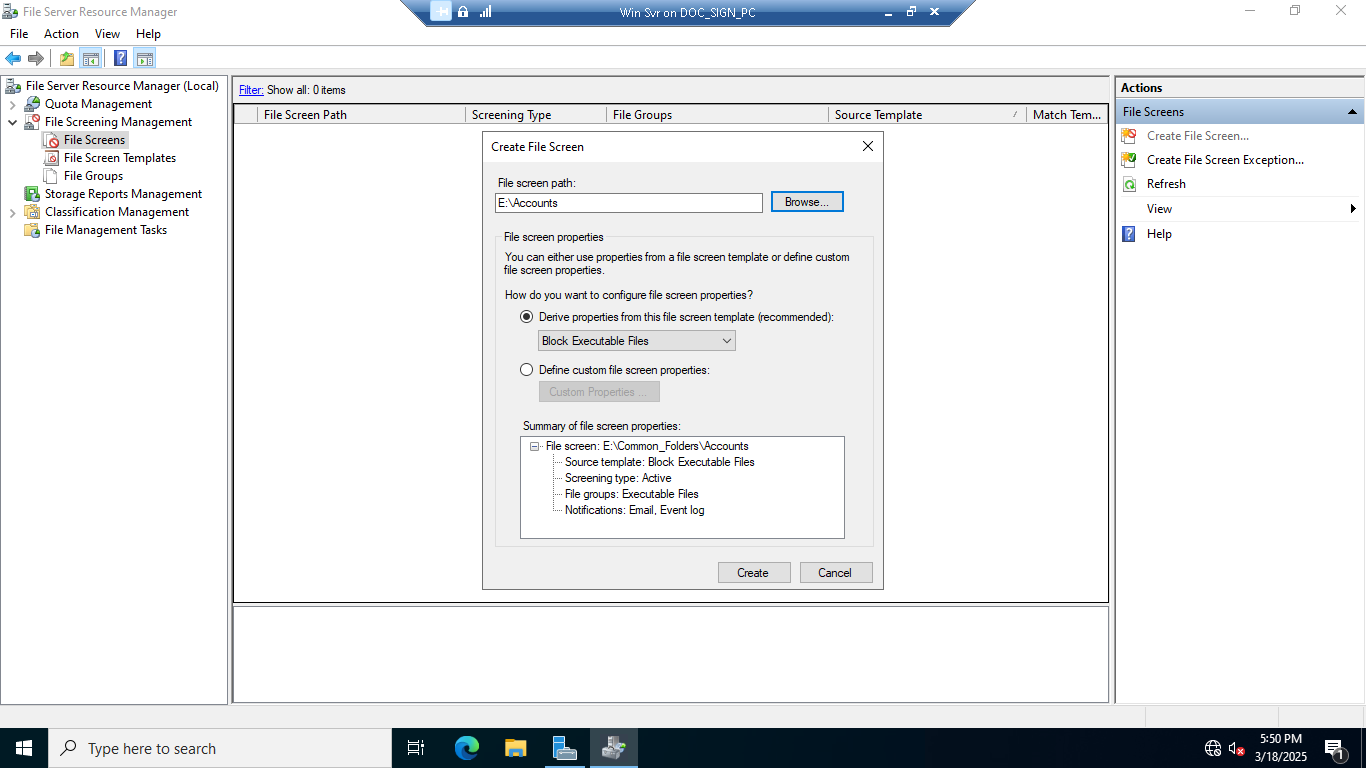 File Server Resource Manager
Win Svr on DOC_SIGN_PC
File Action View Help
File Server Resource Manager (Local)
Quota Management
File Screening Management
File Screens
File Screen Templates
File Groups
Storage Reports Management
Classification Management
File Management Tasks
Filter: Show all: 0 items
File Screen Path Screening Type File Groups Source Template Match Tem...
Create File Screen
File screen path:
E:\Accounts Browse...
File screen properties
You can either use properties from a file screen template or define custom
file screen properties.
How do you want to configure file screen properties?
Derive properties from this file screen template (recommended):
Block Executable Files
Define custom file screen properties:
Custom Properties ...
Summary of file screen properties:
File screen: E:\Common_Folders\Accounts
Source template: Block Executable Files
Screening type: Active
File groups: Executable Files
Notifications: Email, Event log
Create Cancel
Actions
File Screens
Create File Screen...
Create File Screen Exception...
Refresh
View
Help
Type here to search
5:50 PM
3/18/2025
1